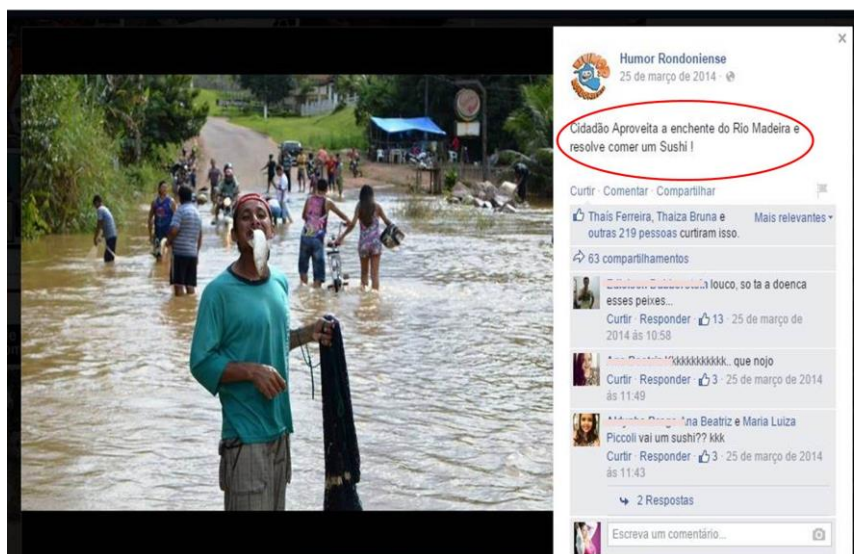 Humor Rondoniense
25 de março de 2014
Cidadão Aproveita a enchente do Rio Madeira e
resolve comer um Sushi !
Curtir · Comentar · Compartilhar
Thaís Ferreira, Thaiza Bruna e
outras 219 pessoas curtiram isso.
Mais relevantes
63 compartilhamentos
louco, so ta a doenca
esses peixes...
Curtir · Responder · 13 · 25 de março de
2014 às 10:58
Kkkkkkkkkkkk.. que nojo
Curtir · Responder · 3 · 25 de março de 2014
às 11:49
Ana Beatriz e Maria Luiza
Piccoli vai um sushi?? kkk
Curtir · Responder · 3 · 25 de março de 2014
às 11:43
2 Respostas
Escreva um comentário...